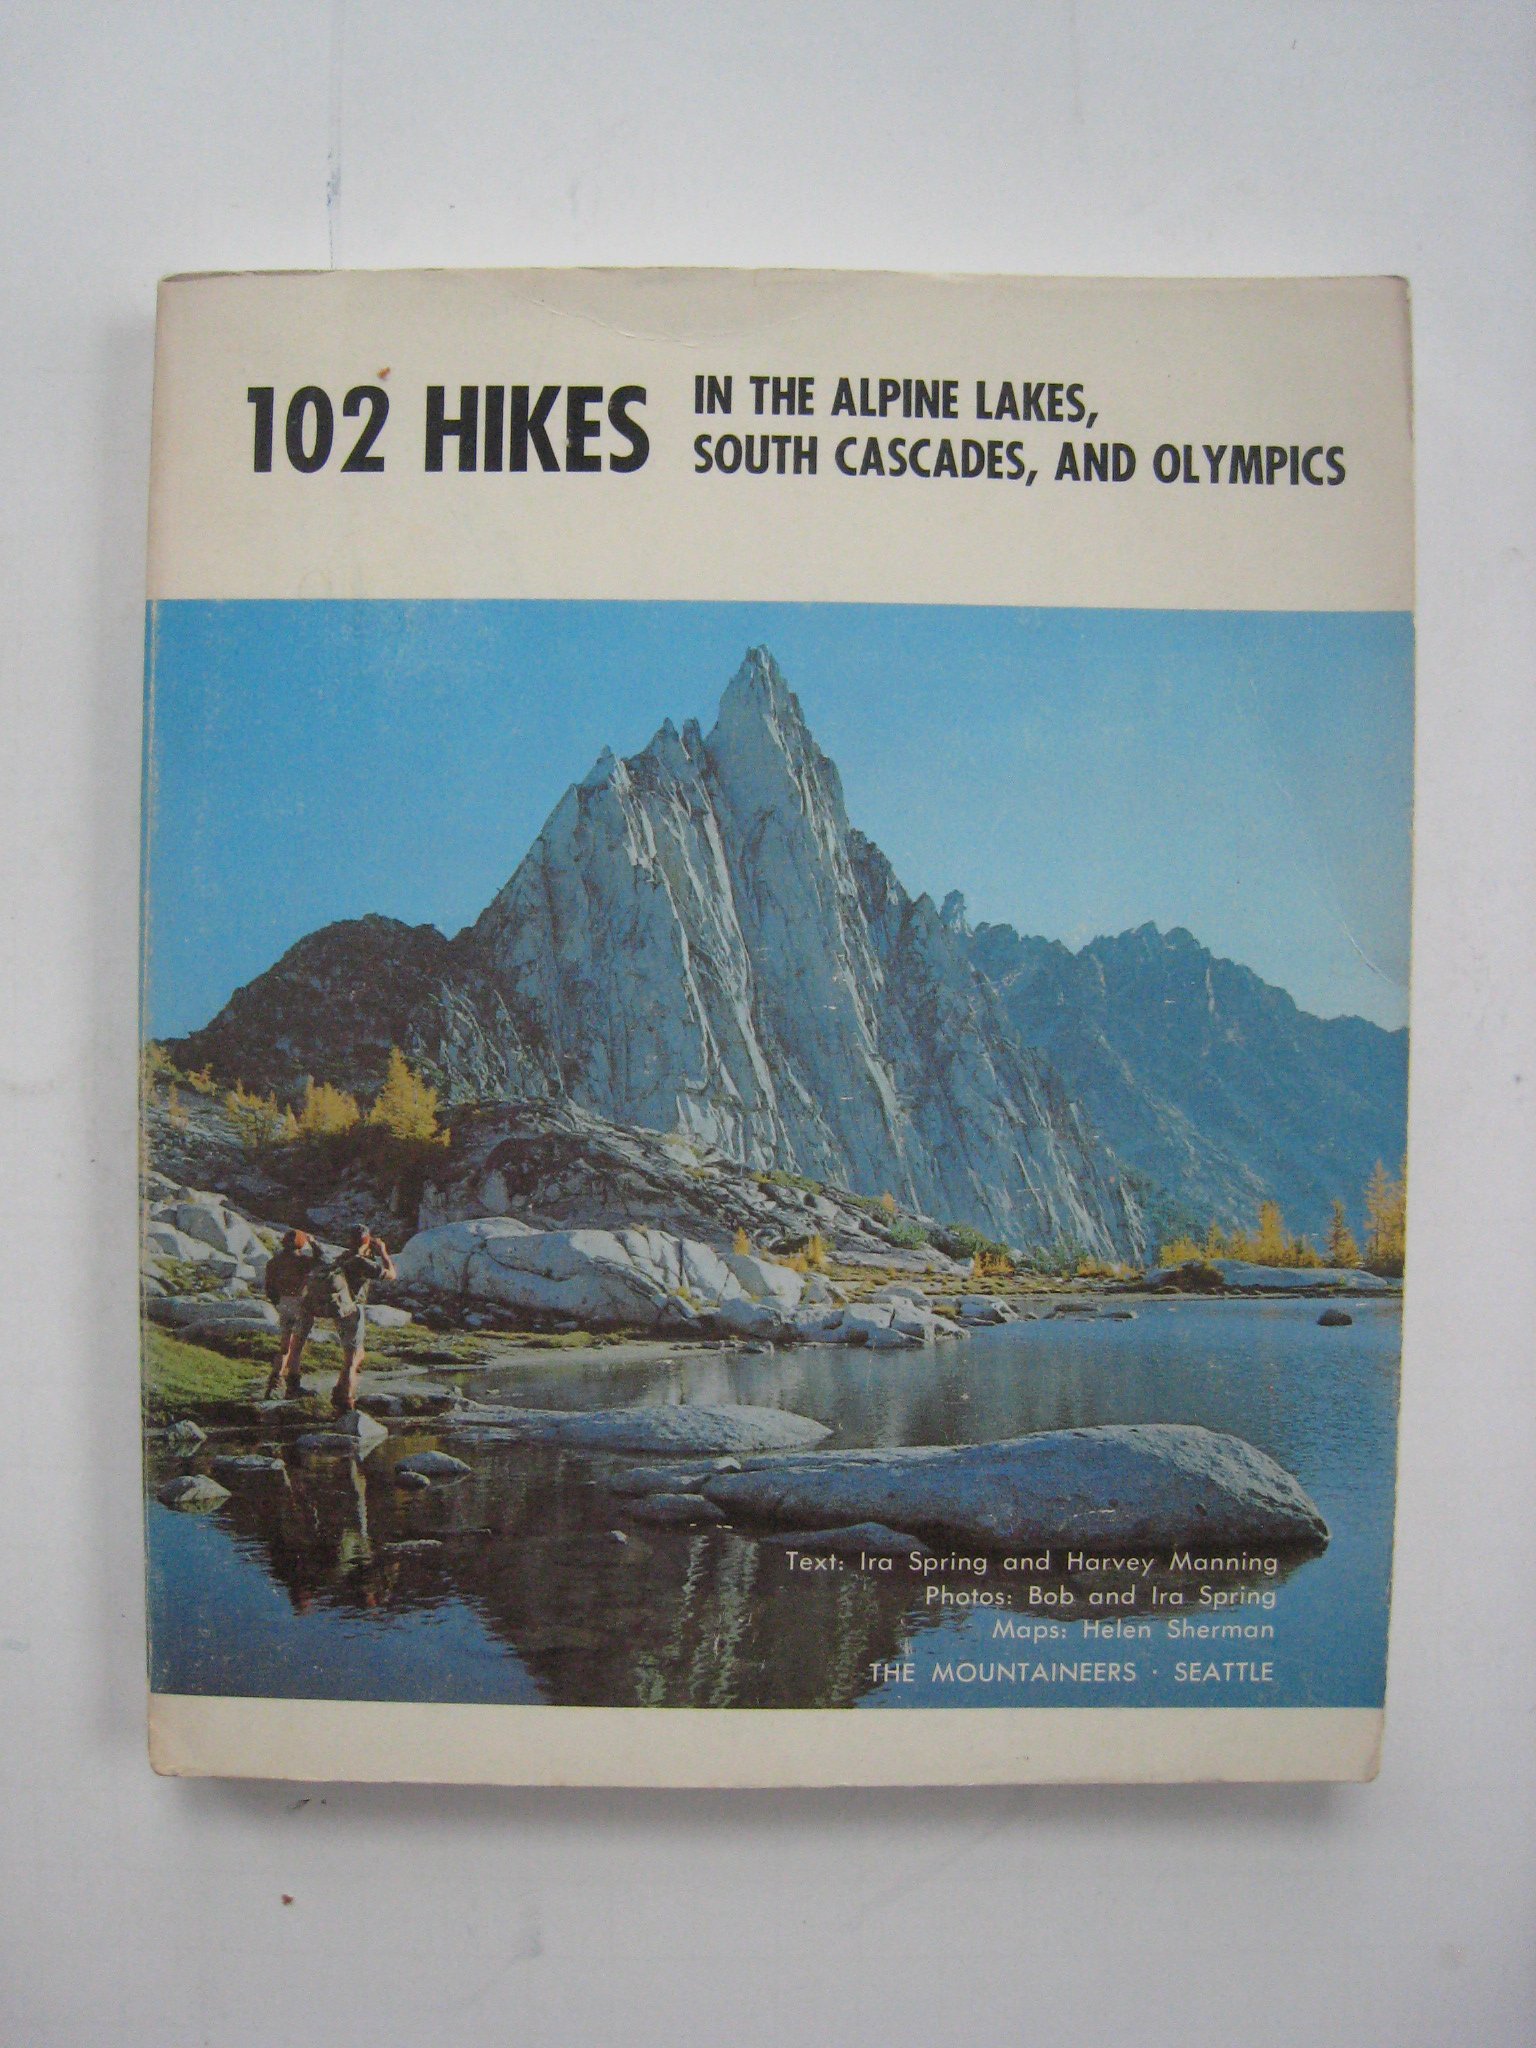 102 HIKES
IN THE ALPINE LAKES,
SOUTH CASCADES, AND OLYMPICS
Text: Ira Spring and Harvey Manning
Photos: Bob and Ira Spring
Maps: Helen Sherman
THE MOUNTAINEERS · SEATTLE